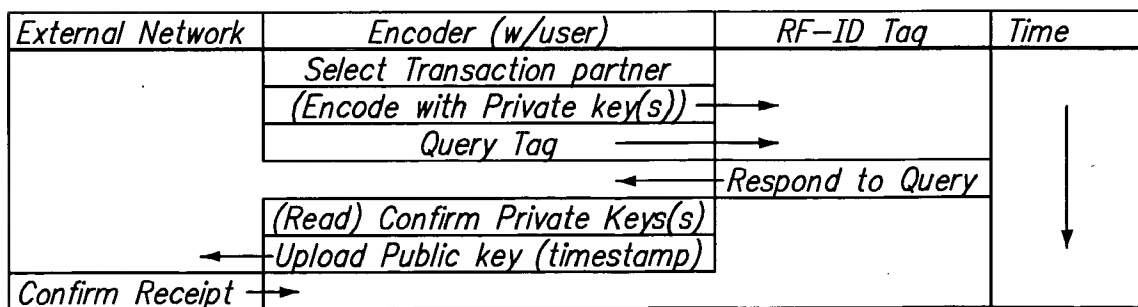 External Network Encoder (w/user) RF-ID Tag Time
Select Transaction partner
(Encode with Private key(s))
Query Tag
Respond to Query
(Read) Confirm Private Keys(s)
Upload Public key (timestamp)
Confirm Receipt